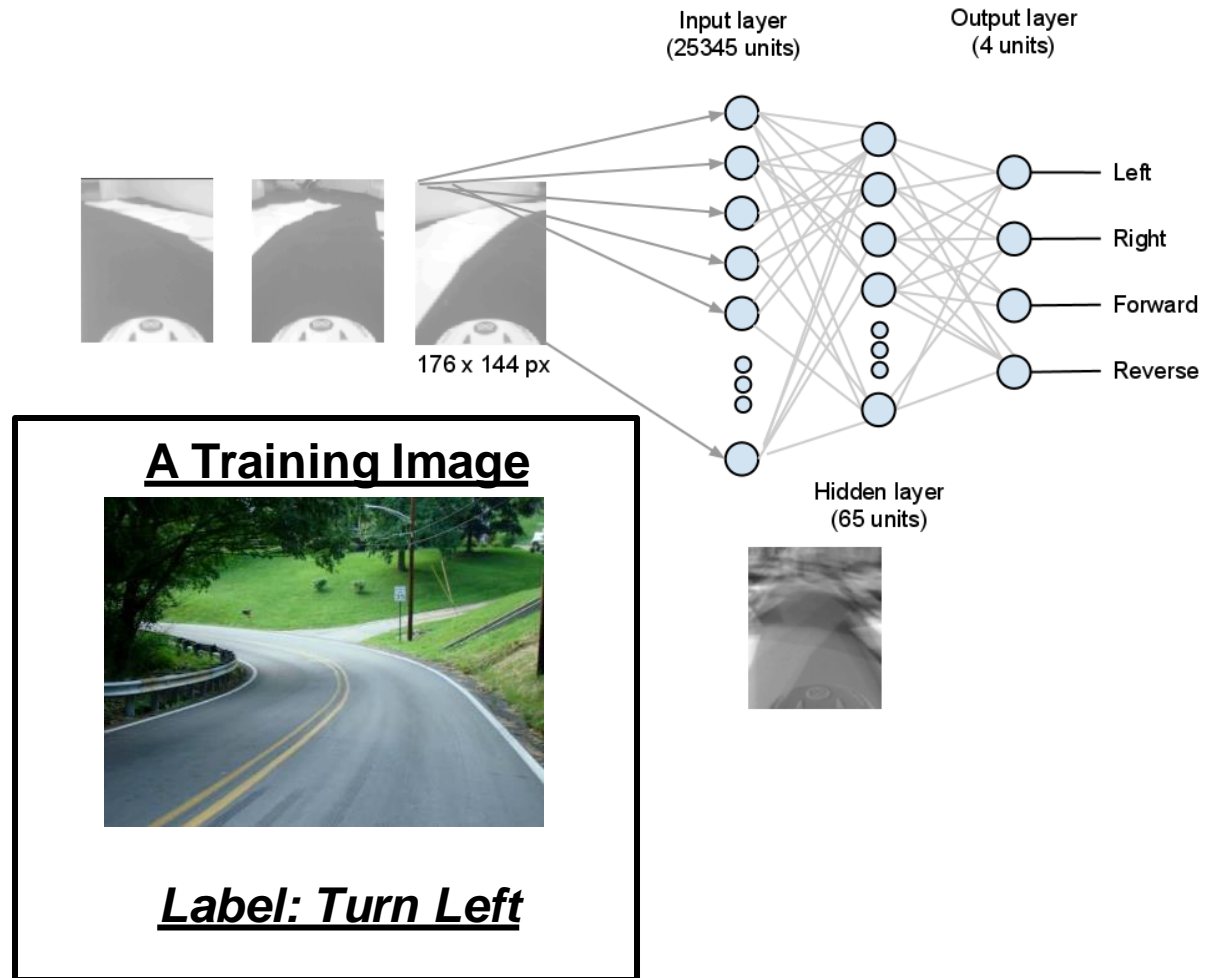 Input layer
(25345 units)
Output layer
(4 units)
Left
Right
Forward
Reverse
176 x 144 px
Hidden layer
(65 units)
A Training Image
Label: Turn Left